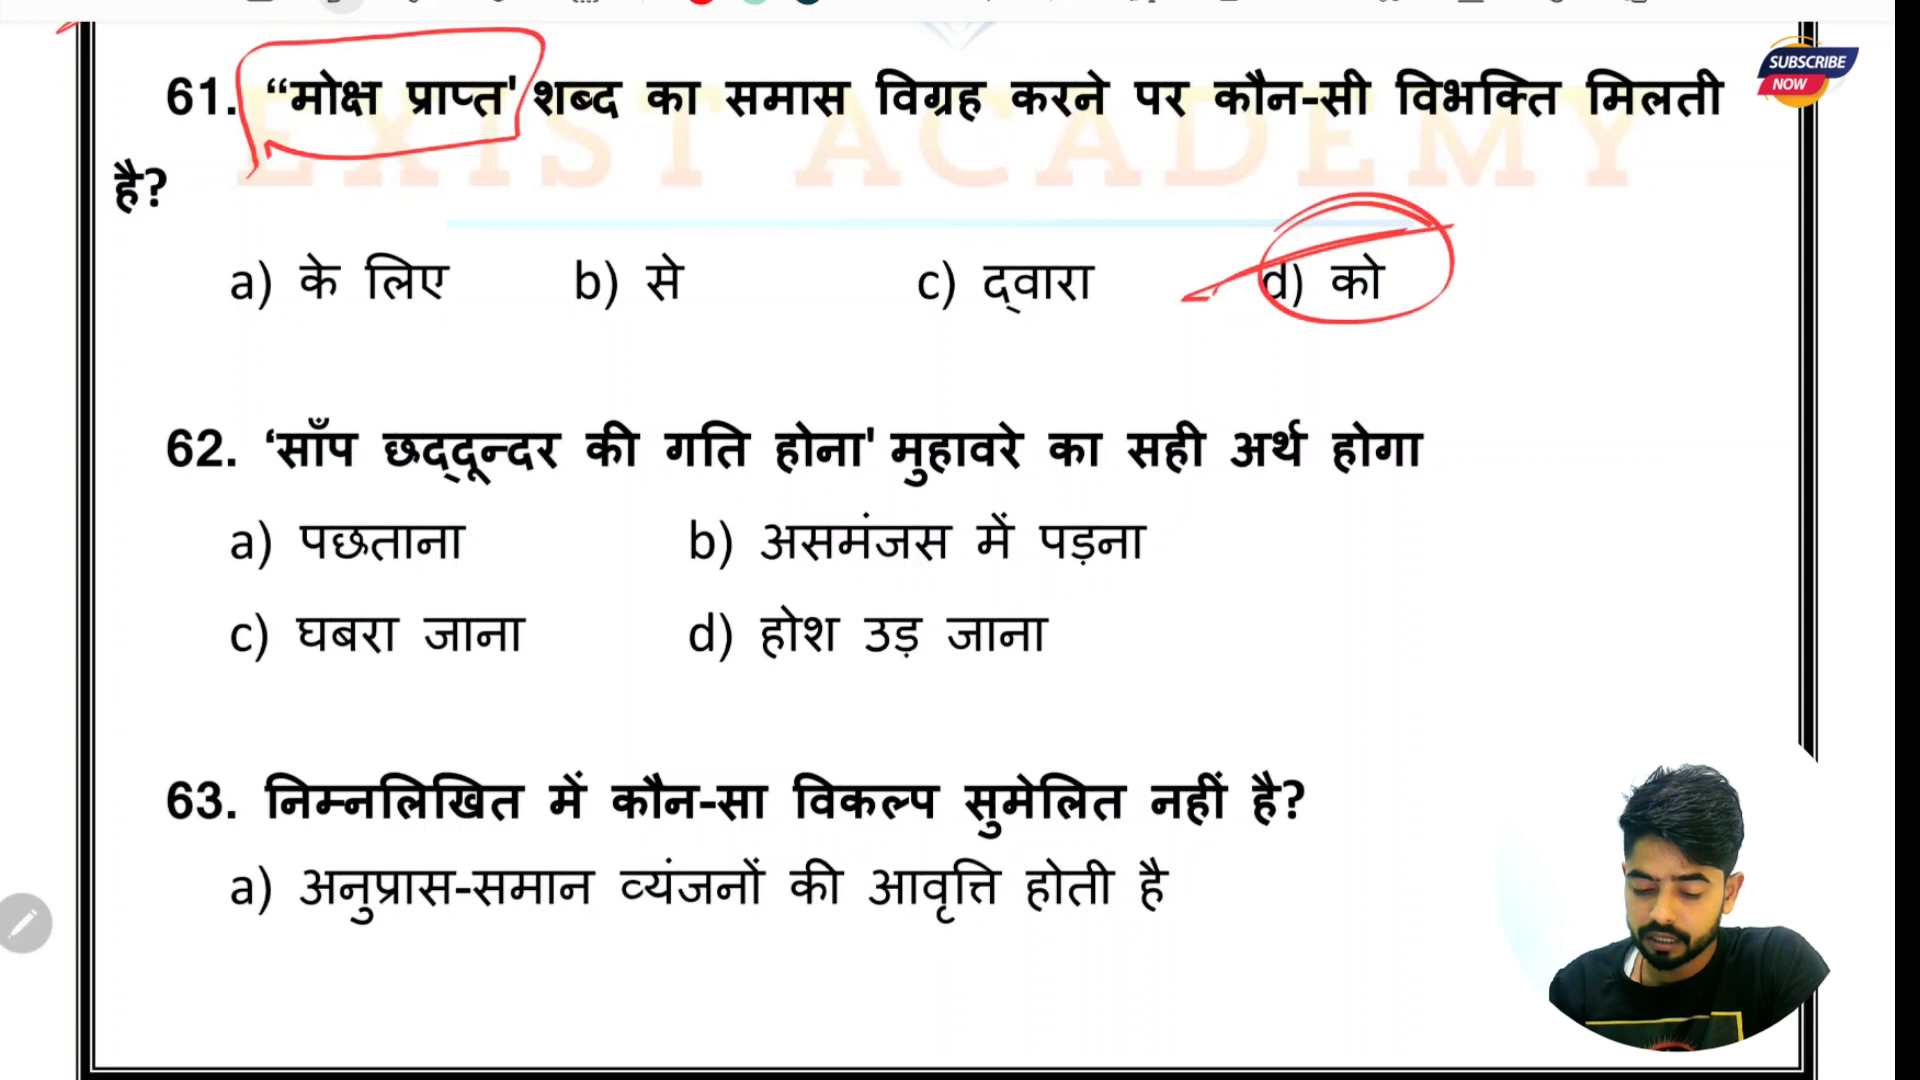 SUBSCRIBE
NOW
EXIST ACADEMY
61. “मोक्ष प्राप्त' शब्द का समास विग्रह करने पर कौन-सी विभक्ति मिलती
है?
a) के लिए b) से c) द्वारा d) को
62. ‘साँप छद्दून्दर की गति होना' मुहावरे का सही अर्थ होगा
a) पछताना b) असमंजस में पड़ना
c) घबरा जाना d) होश उड़ जाना
63. निम्नलिखित में कौन-सा विकल्प सुमेलित नहीं है?
a) अनुप्रास-समान व्यंजनों की आवृत्ति होती है